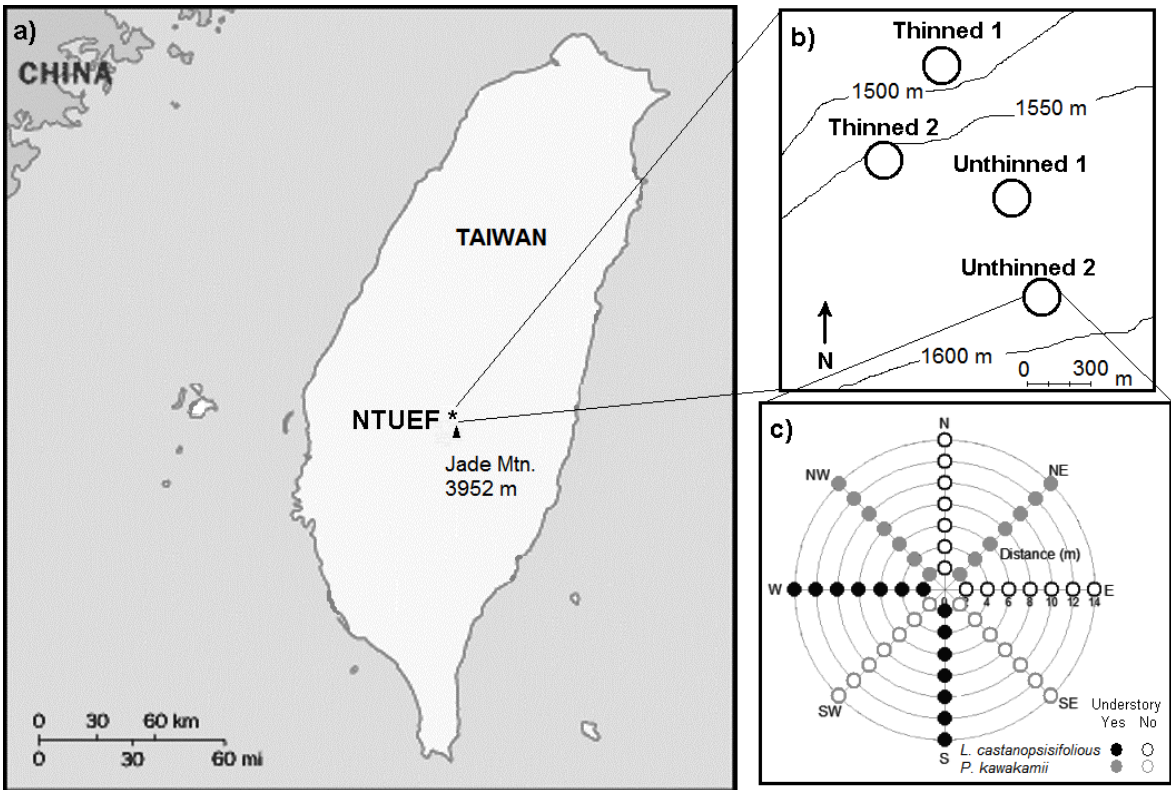 a)
CHINA
TAIWAN
NTUEF *
Jade Mtn.
3952 m
0 30 60 km
0 30 60 mi
b)
Thinned 1
1500 m
1550 m
Thinned 2
Unthinned 1
Unthinned 2
N
1600 m
0 300 m
c)
N
NW NE
Distance (m)
W E
0 2 4 6 8 10 12 14
SW SE
S
Understory
Yes No
L. castanopsisifolious
P. kawakamii